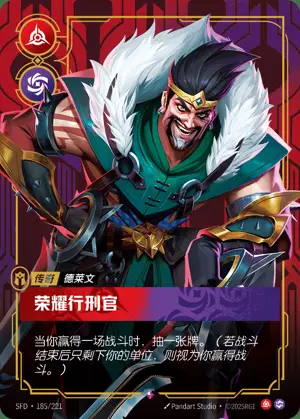 传奇 德莱文
荣耀行刑官
当你赢得一场战斗时，抽一张牌。（若战斗
结束后只剩下你的单位，则视为你赢得战
斗。）
SFD • 185/221 Pandart Studio ©2025RGI